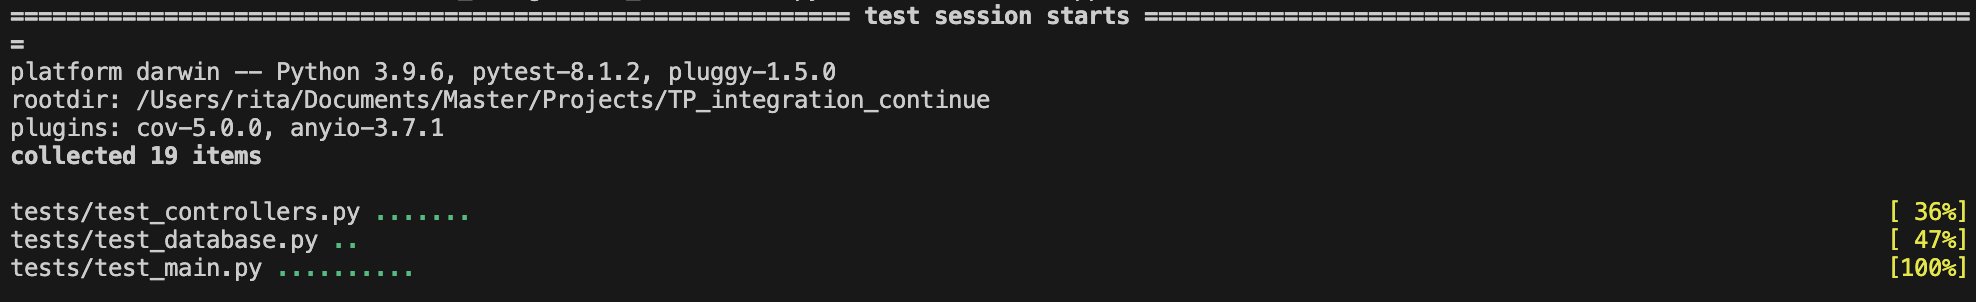 =========================================================== test session starts ===========================================================
=
platform darwin -- Python 3.9.6, pytest-8.1.2, pluggy-1.5.0
rootdir: /Users/rita/Documents/Master/Projects/TP_integration_continue
plugins: cov-5.0.0, anyio-3.7.1
collected 19 items
tests/test_controllers.py ....... [ 36%]
tests/test_database.py .. [ 47%]
tests/test_main.py .......... [100%]